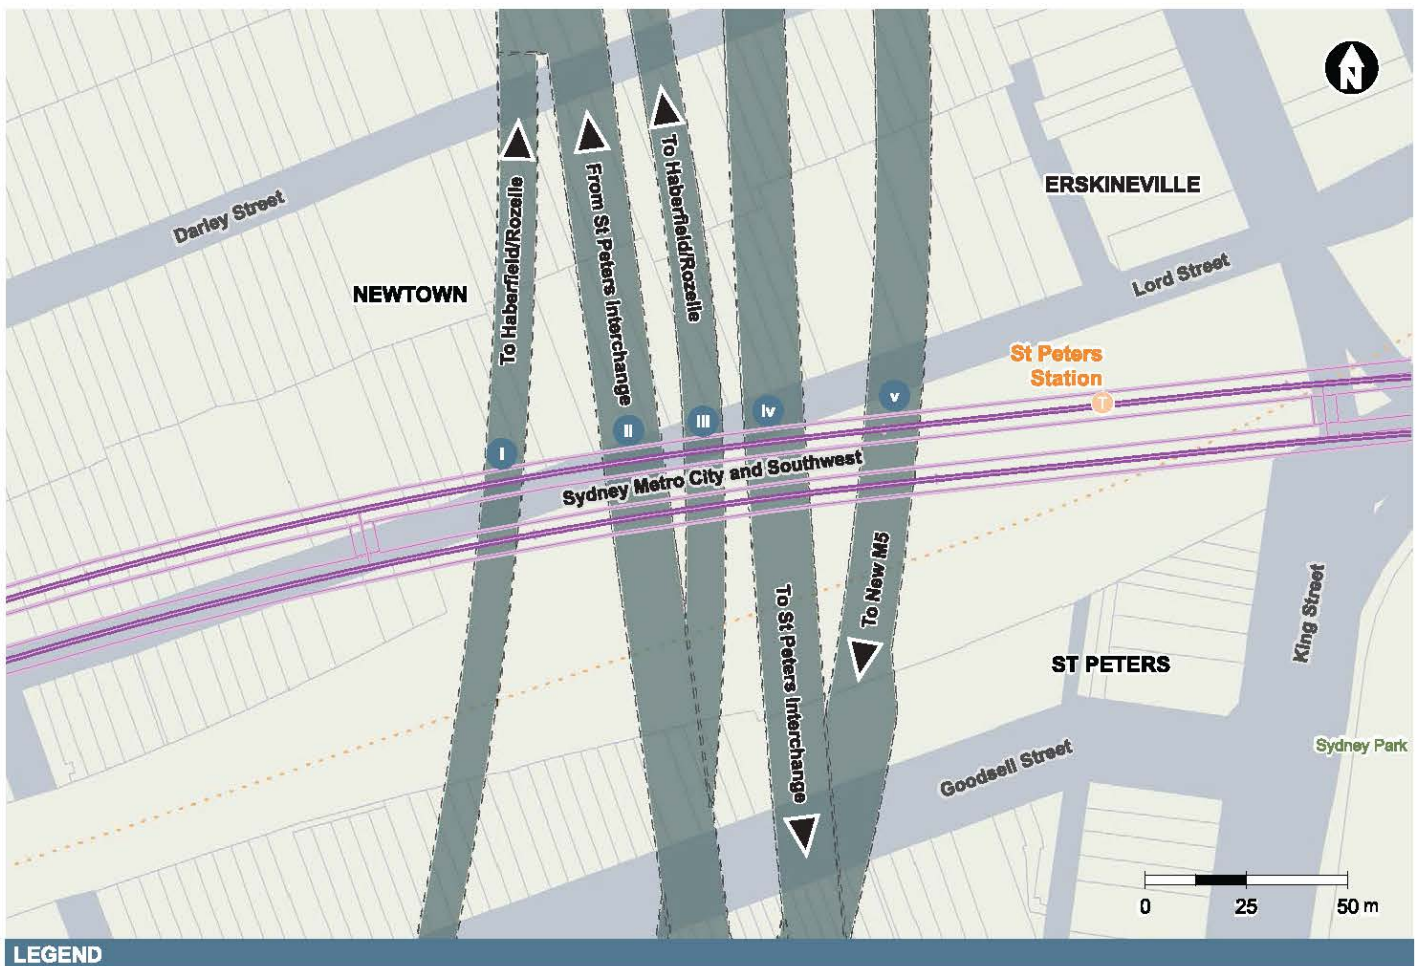 N
To Haberfield/Rozelle
From St Peters Interchange
To Haberfield/Rozelle
ERSKINEVILLE
Darley Street
NEWTOWN
Lord Street
St Peters
Station
T
I
II
III
iv
v
Sydney Metro City and Southwest
To New M5
To St Peters Interchange
King Street
ST PETERS
Sydney Park
Goodsell Street
0 25 50 m
LEGEND